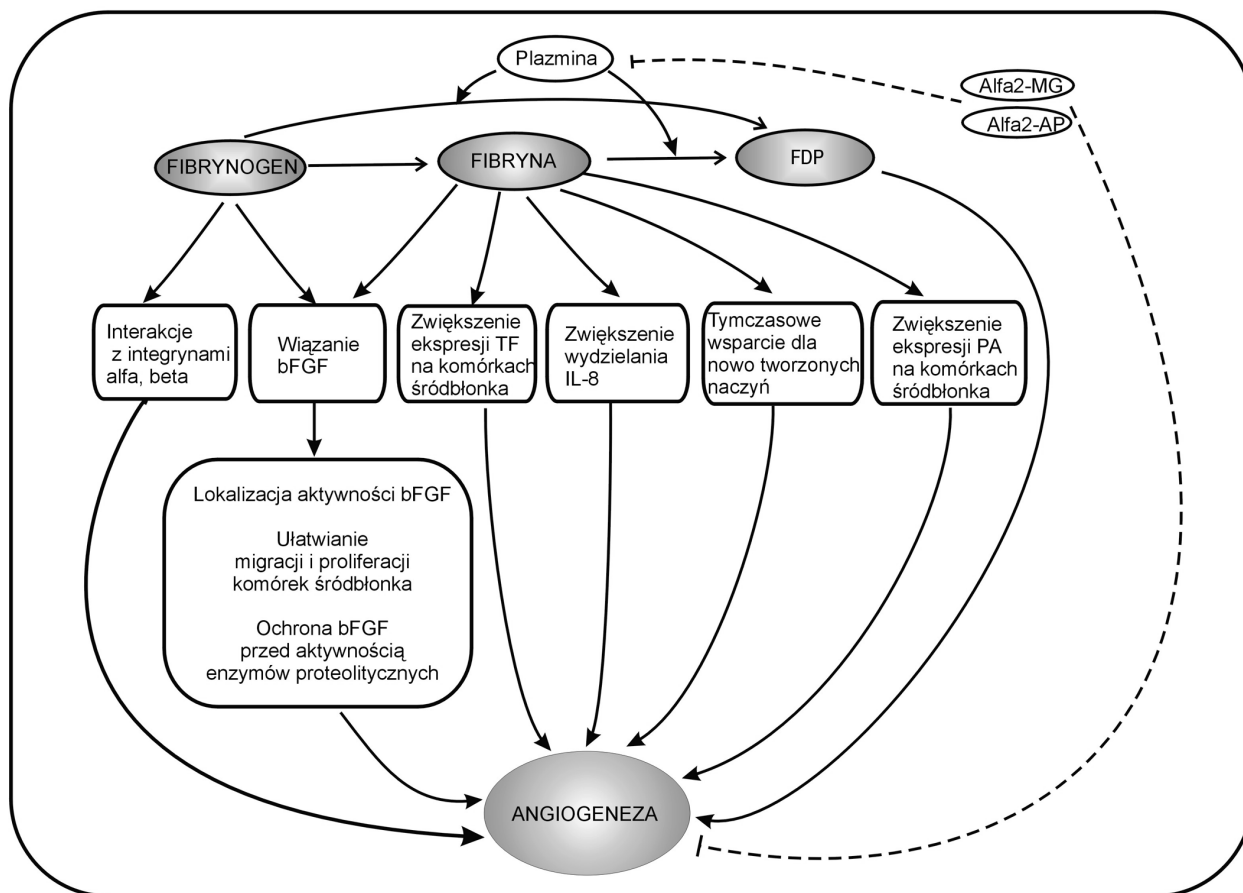 Plazmina
Alfa2-MG
Alfa2-AP
FIBRYNOGEN
FIBRYNA
FDP
Interakcje
z integrynami
alfa, beta
Wiązanie
bFGF
Zwiększenie
ekspresji TF
na komórkach
śródbłonka
Zwiększenie
wydzielania
IL-8
Tymczasowe
wsparcie dla
nowo tworzonych
naczyń
Zwiększenie
ekspresji PA
na komórkach
śródbłonka
Lokalizacja aktywności bFGF
Ułatwianie
migracji i proliferacji
komórek śródbłonka
Ochrona bFGF
przed aktywnością
enzymów proteolitycznych
ANGIOGENEZA